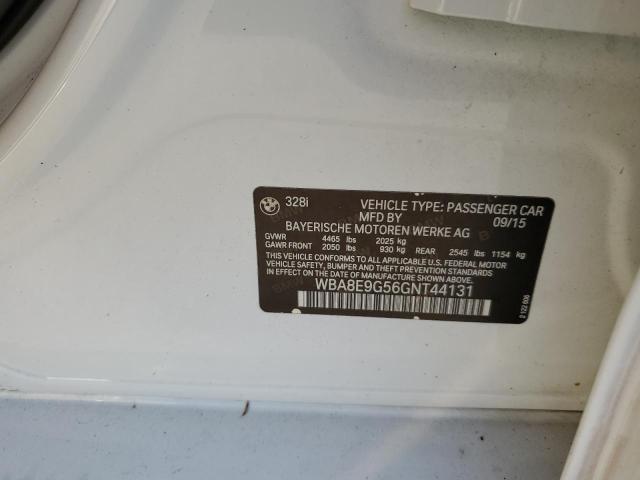 328i VEHICLE TYPE: PASSENGER CAR
MFD BY 09/15
BAYERISCHE MOTOREN WERKE AG
GVWR 4465 lbs 2025 kg
GAWR FRONT 2050 lbs 930 kg REAR 2545 lbs 1154 kg
THIS VEHICLE CONFORMS TO ALL APPLICABLE U.S. FEDERAL MOTOR
VEHICLE SAFETY, BUMPER AND THEFT PREVENTION STANDARDS
IN EFFECT ON THE DATE OF MANUFACTURE SHOWN ABOVE.
WBA8E9G56GNT44131